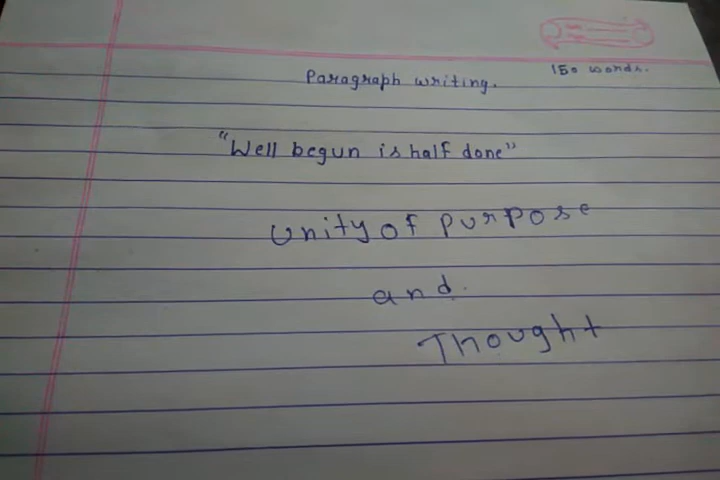 150 words.
Paragraph writing.
"Well begun is half done"
Unity of purpose
and.
Thought